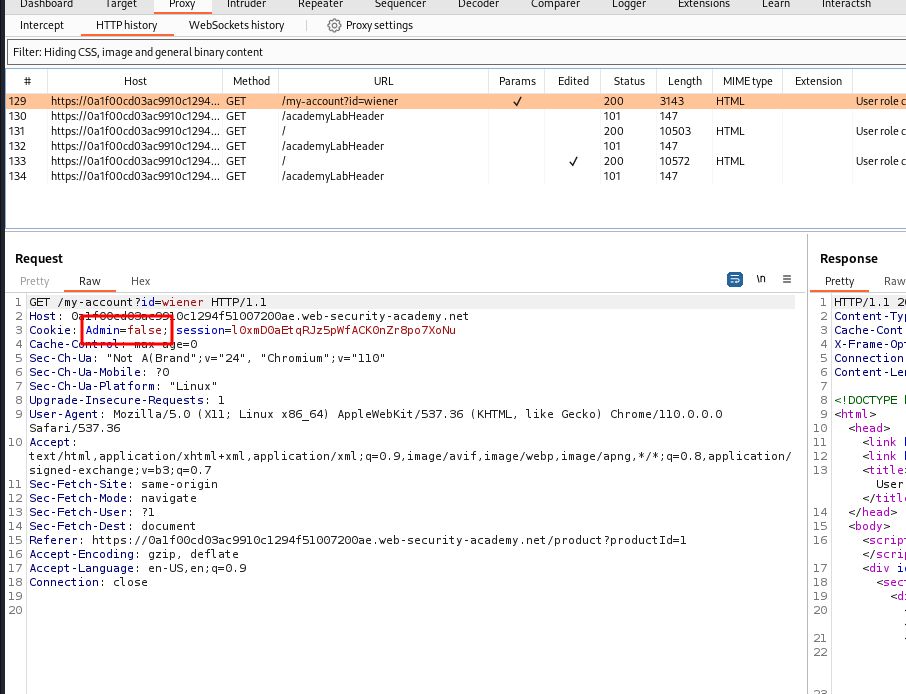 Dashboard Target Proxy Intruder Repeater Sequencer Decoder Comparer Logger Extensions Learn Interactsh
Intercept HTTP history WebSockets history Proxy settings
Filter: Hiding CSS, image and general binary content
# Host Method URL Params Edited Status Length MIME type Extension
129 https://0a1f00cd03ac9910c1294... GET /my-account?id=wiener ✓ 200 3143 HTML User role c
130 https://0a1f00cd03ac9910c1294... GET /academyLabHeader 101 147
131 https://0a1f00cd03ac9910c1294... GET / 200 10503 HTML User role c
132 https://0a1f00cd03ac9910c1294... GET /academyLabHeader 101 147
133 https://0a1f00cd03ac9910c1294... GET / ✓ 200 10572 HTML User role c
134 https://0a1f00cd03ac9910c1294... GET /academyLabHeader 101 147
Request
Pretty Raw Hex \n
1 GET /my-account?id=wiener HTTP/1.1
2 Host: 0a1f00cd03ac9910c1294f51007200ae.web-security-academy.net
3 Cookie: Admin=false; session=l0xmD0aEtqRJz5pWfACK0nZr8po7XoNu
4 Cache-Control: max-age=0
5 Sec-Ch-Ua: "Not A(Brand";v="24", "Chromium";v="110"
6 Sec-Ch-Ua-Mobile: ?0
7 Sec-Ch-Ua-Platform: "Linux"
8 Upgrade-Insecure-Requests: 1
9 User-Agent: Mozilla/5.0 (X11; Linux x86_64) AppleWebKit/537.36 (KHTML, like Gecko) Chrome/110.0.0.0
Safari/537.36
10 Accept:
text/html,application/xhtml+xml,application/xml;q=0.9,image/avif,image/webp,image/apng,*/*;q=0.8,application/
signed-exchange;v=b3;q=0.7
11 Sec-Fetch-Site: same-origin
12 Sec-Fetch-Mode: navigate
13 Sec-Fetch-User: ?1
14 Sec-Fetch-Dest: document
15 Referer: https://0a1f00cd03ac9910c1294f51007200ae.web-security-academy.net/product?productId=1
16 Accept-Encoding: gzip, deflate
17 Accept-Language: en-US,en;q=0.9
18 Connection: close
19
20
Response
Pretty Raw
1 HTTP/1.1 20
2 Content-Typ
3 Cache-Cont
4 X-Frame-Opt
5 Connection
6 Content-Len
7
8 <!DOCTYPE h
9 <html>
10 <head>
11 <link h
12 <link h
13 <title>
User
</title
14 </head>
15 <body>
16 <script
</scrip
17 <div id
18 <sect
19 <di
20
21
22
23